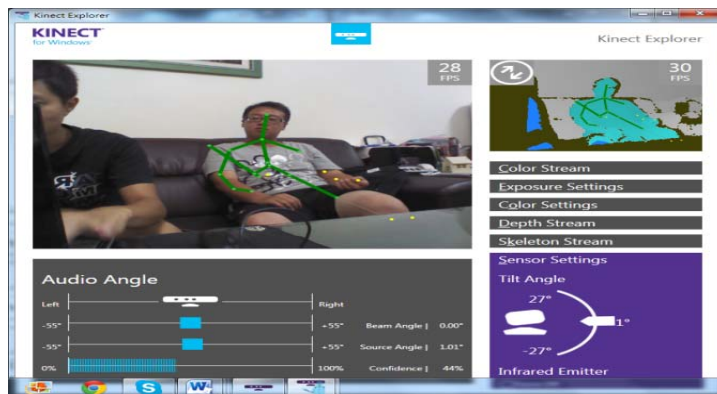 Kinect Explorer
KINECT
for Windows
Kinect Explorer
28
FPS
30
FPS
Color Stream
Exposure Settings
Color Settings
Depth Stream
Skeleton Stream
Sensor Settings
Tilt Angle
27°
1°
-27°
Infrared Emitter
Audio Angle
Left
Right
-55°
+55°
Beam Angle | 0.00°
-55°
+55°
Source Angle | 1.01°
0%
100%
Confidence | 44%
S
W